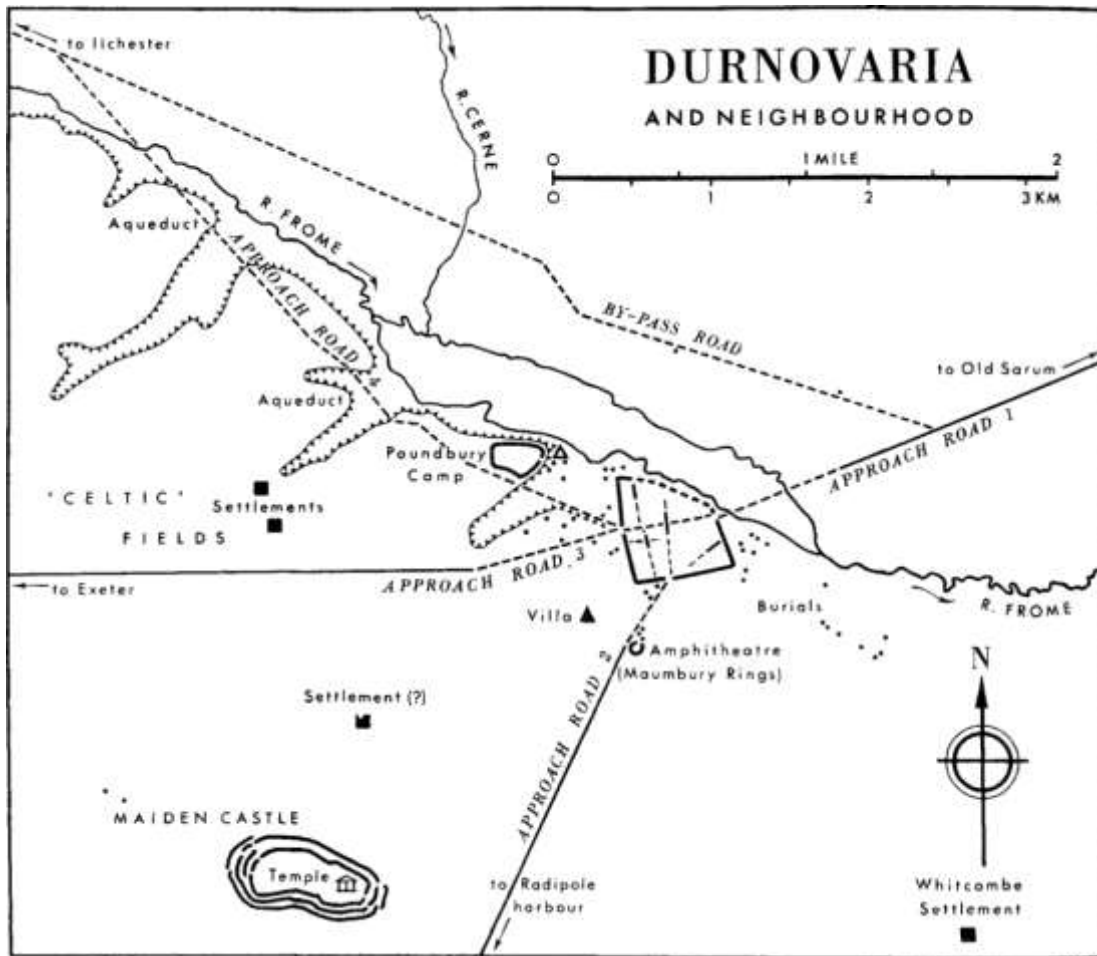 DURNOVARIA
AND NEIGHBOURHOOD
0 1 MILE 2
0 1 2 3 KM
to Ilchester
R. CERNE
Aqueduct
R. FROME
APPROACH ROAD 4
BY-PASS ROAD
to Old Sarum
APPROACH ROAD 1
Aqueduct
Poundbury
Camp
'CELTIC'
Settlements
FIELDS
APPROACH ROAD 3
to Exeter
Villa
Burials
R. FROME
Amphitheatre
(Maumbury Rings)
N
Settlement (?)
APPROACH ROAD 2
MAIDEN CASTLE
Temple
to Radipole
harbour
Whitcombe
Settlement